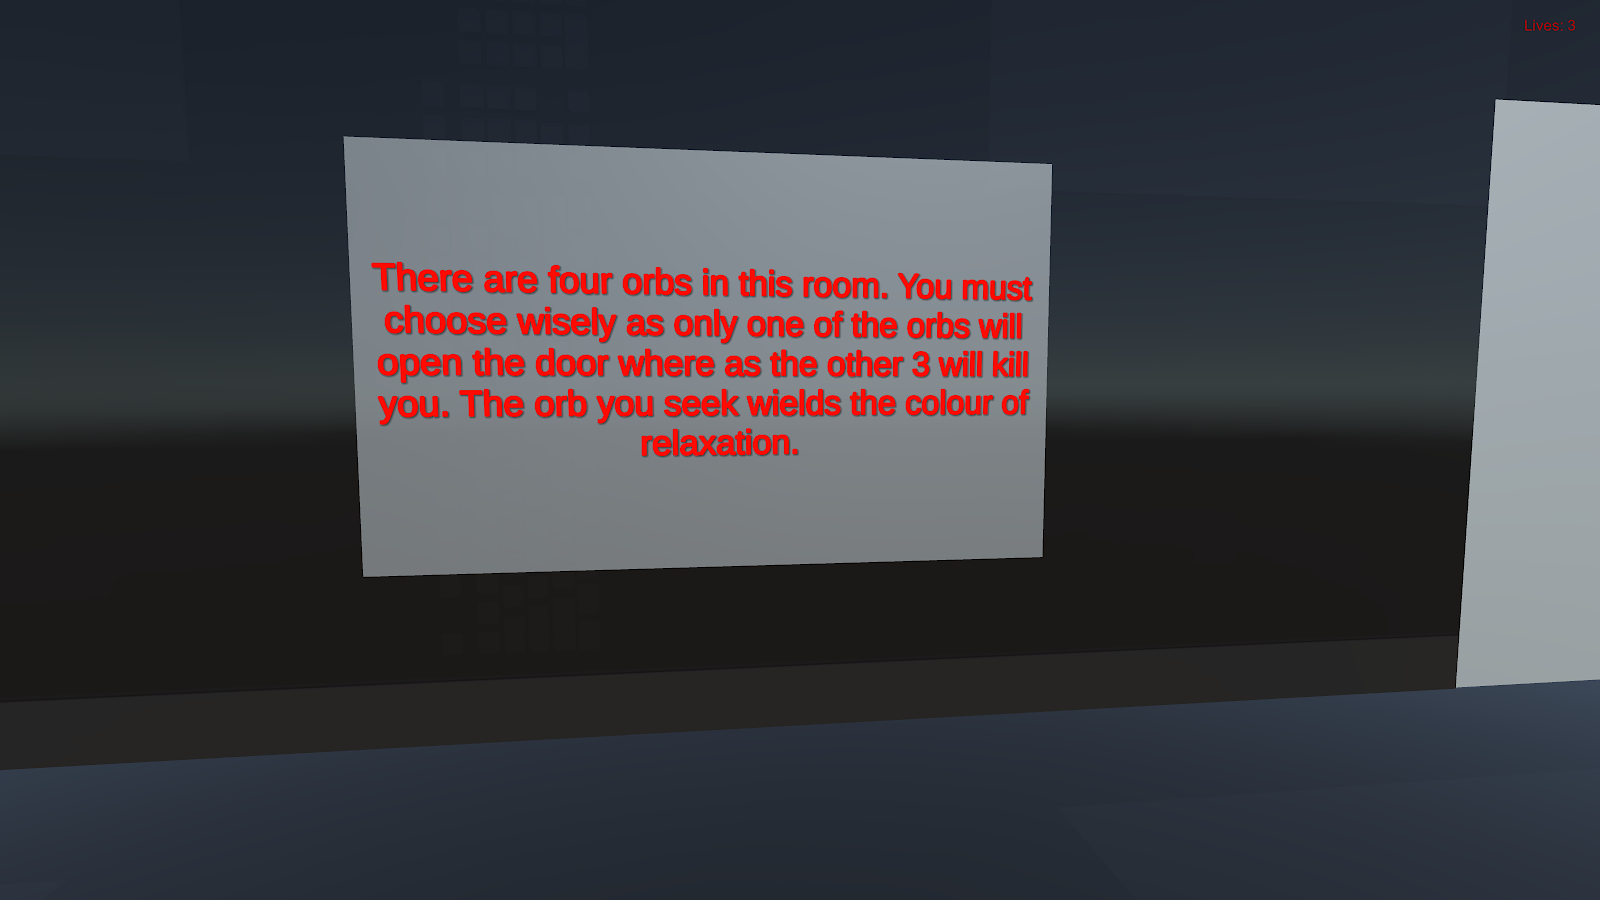 Lives: 3
There are four orbs in this room. You must
choose wisely as only one of the orbs will
open the door where as the other 3 will kill
you. The orb you seek wields the colour of
relaxation.